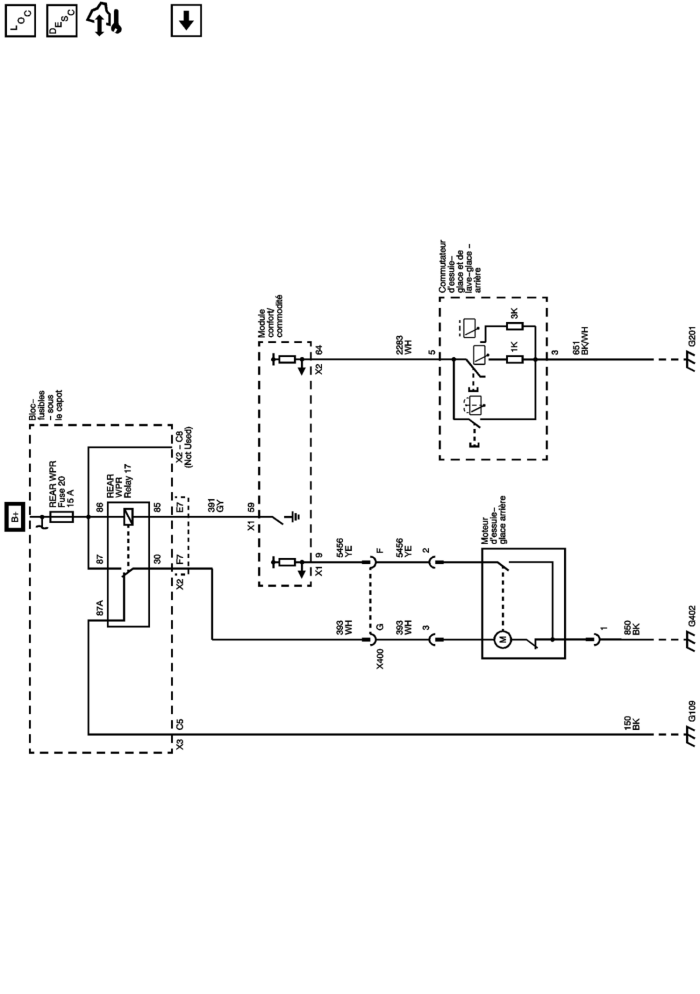 LOC
DESC
B+
Bloc–
fusibles
– sous
le capot
REAR WPR
Fuse 20
15 A
87A
87
86
REAR
WPR
Relay 17
30
85
X3
C5
X2
F7
E7
X2 – C8
(Not Used)
391
GY
Module
confort/
commodité
X1
59
X1
9
X2
64
393
WH
5456
YE
2283
WH
X400
G
F
393
WH
5456
YE
3
2
5
Commutateur
d'essuie–
glace et de
lave–glace –
arrière
1K
3K
3
Moteur
d'essuie–
glace arrière
M
1
150
BK
850
BK
651
BK/WH
G109
G402
G201